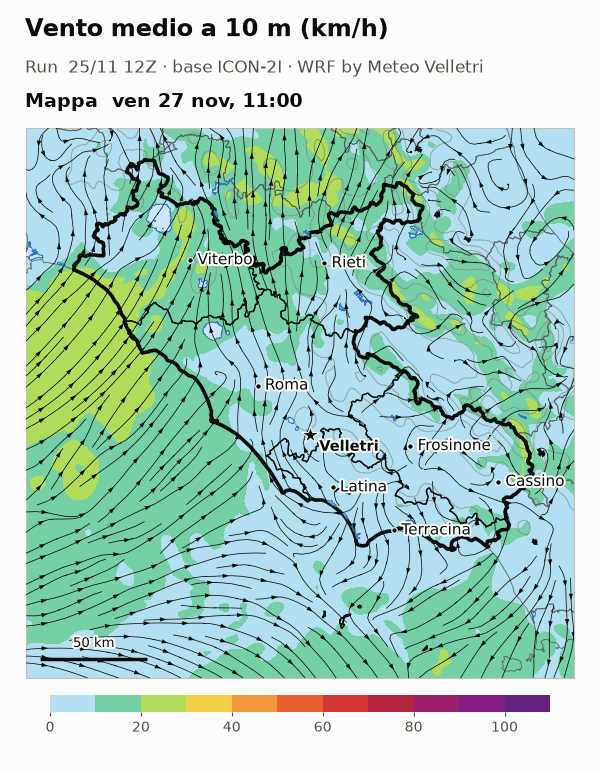 Vento medio a 10 m (km/h)
Run  25/11 12Z · base ICON-2I · WRF by Meteo Velletri
Mappa  ven 27 nov, 11:00
Viterbo
Rieti
Roma
Velletri
Frosinone
Cassino
Latina
Terracina
50 km
0 20 40 60 80 100